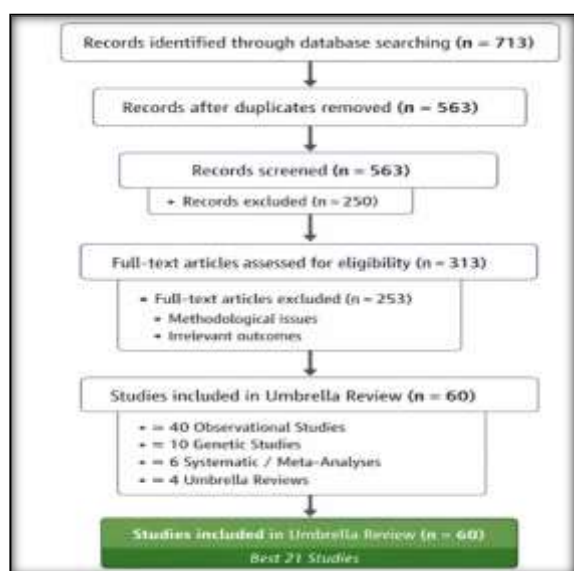 Records identified through database searching (n = 713)
Records after duplicates removed (n = 563)
Records screened (n = 563)
• Records excluded (n = 250)
Full-text articles assessed for eligibility (n = 313)
• Full-text articles excluded (n = 253)
• Methodological issues
• Irrelevant outcomes
Studies included in Umbrella Review (n = 60)
• = 40 Observational Studies
• = 10 Genetic Studies
• = 6 Systematic / Meta-Analyses
• = 4 Umbrella Reviews
Studies included in Umbrella Review (n = 60)
Best 21 Studies